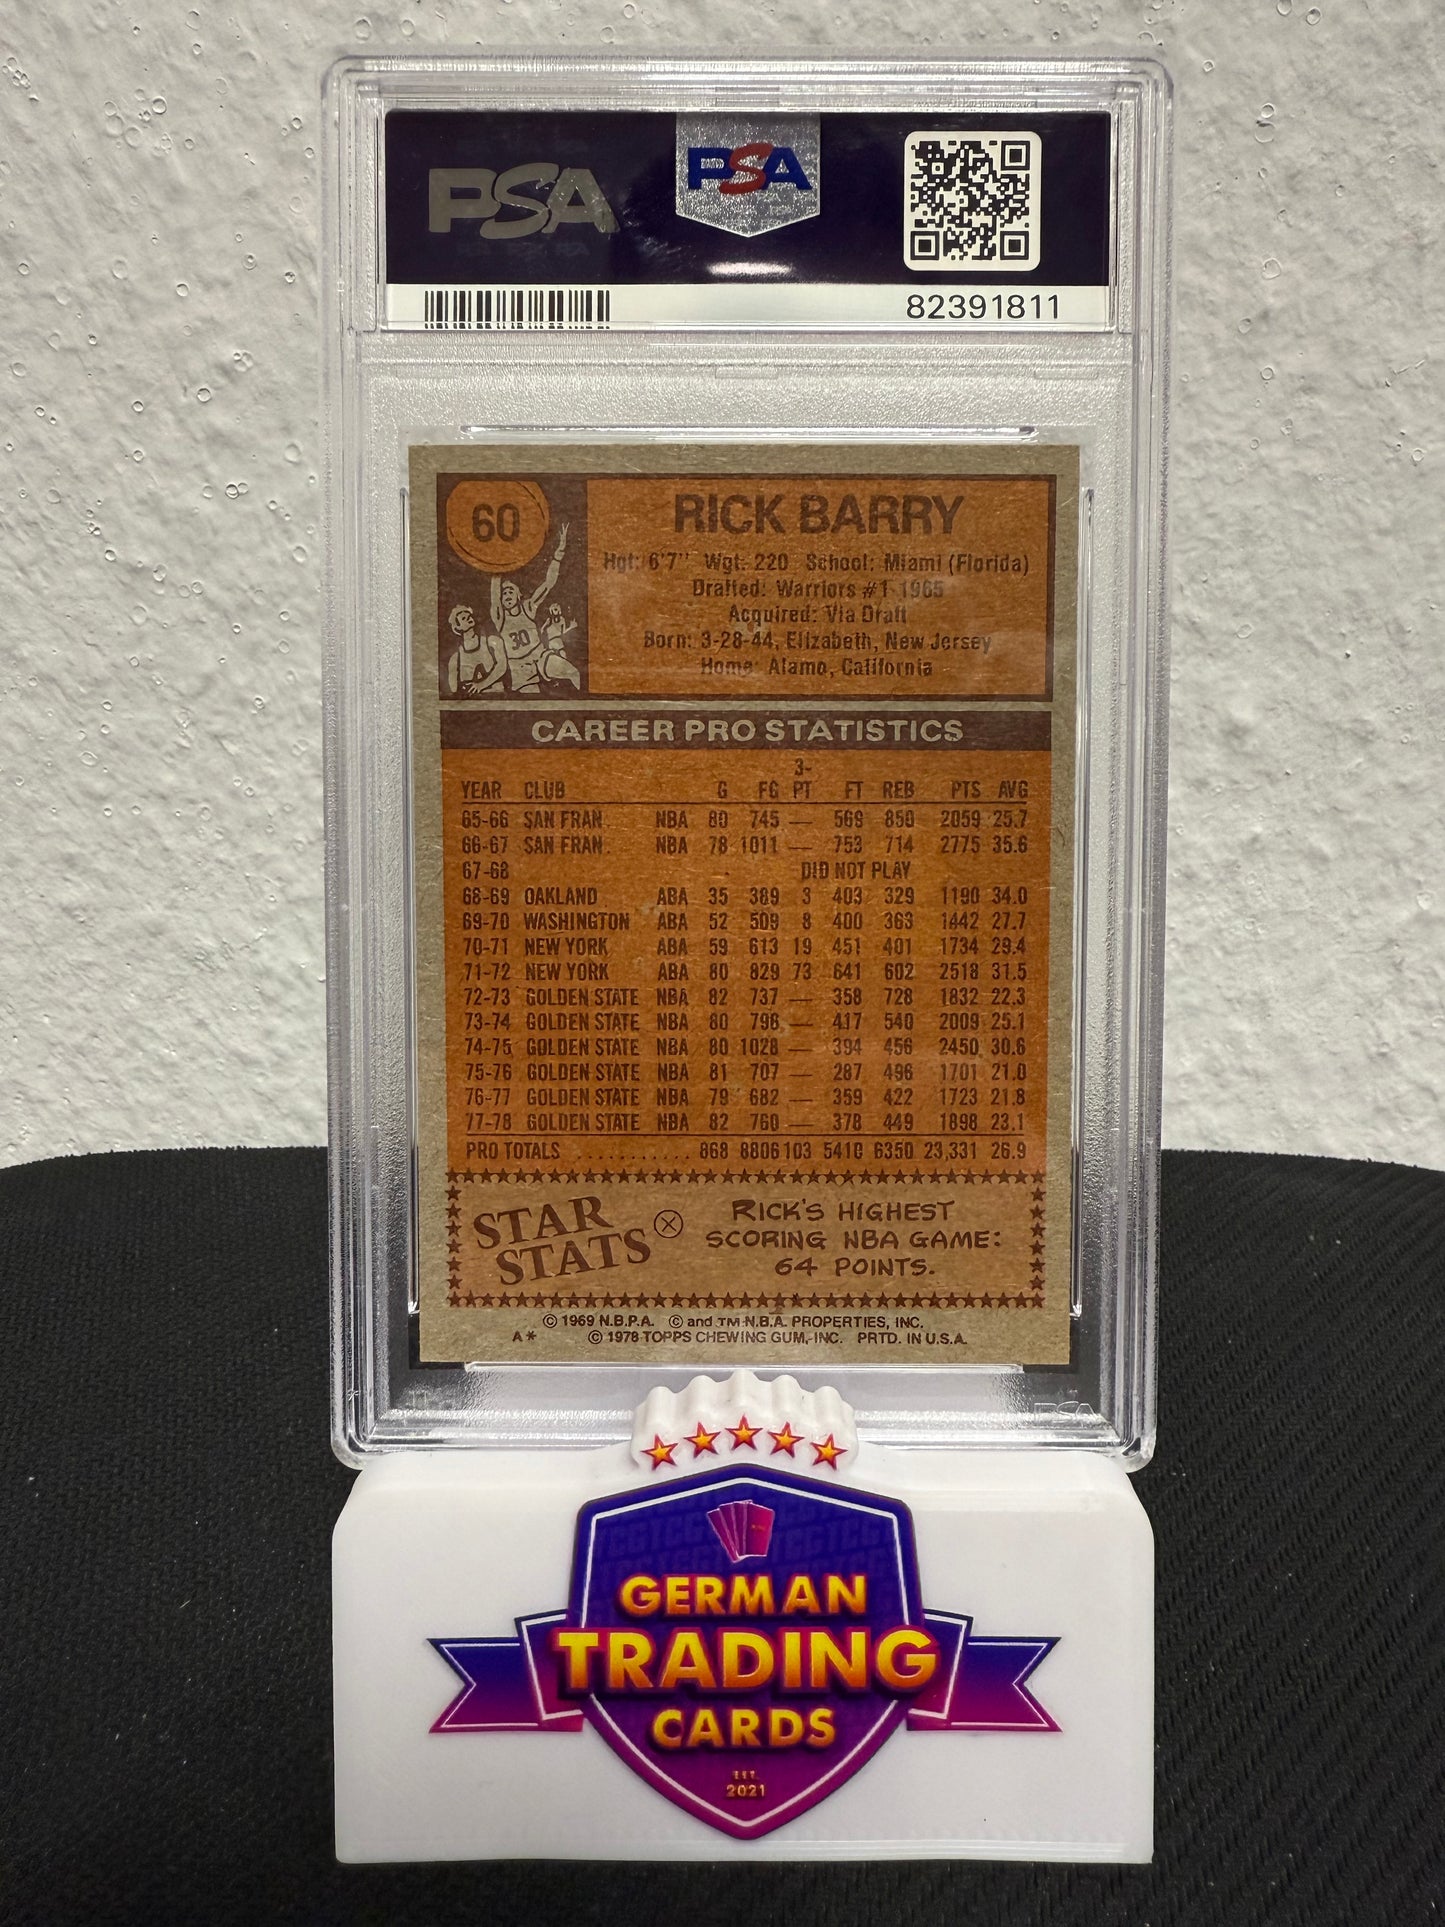 PSA
PSA
82391811
60
RICK BARRY
Hgt: 6'7" Wgt: 220 School: Miami (Florida)
Drafted: Warriors #1 1965
Acquired: Via Draft
Born: 3-28-44, Elizabeth, New Jersey
Home: Alamo, California
30
CAREER PRO STATISTICS
YEAR CLUB G FG 3-PT FT REB PTS AVG
65-66 SAN FRAN. NBA 80 745 — 569 850 2059 25.7
66-67 SAN FRAN. NBA 78 1011 — 753 714 2775 35.6
67-68 DID NOT PLAY
68-69 OAKLAND ABA 35 389 3 403 329 1190 34.0
69-70 WASHINGTON ABA 52 509 8 400 363 1442 27.7
70-71 NEW YORK ABA 59 613 19 451 401 1734 29.4
71-72 NEW YORK ABA 80 829 73 641 602 2518 31.5
72-73 GOLDEN STATE NBA 82 737 — 358 728 1832 22.3
73-74 GOLDEN STATE NBA 80 796 — 417 540 2009 25.1
74-75 GOLDEN STATE NBA 80 1028 — 394 456 2450 30.6
75-76 GOLDEN STATE NBA 81 707 — 287 496 1701 21.0
76-77 GOLDEN STATE NBA 79 682 — 359 422 1723 21.8
77-78 GOLDEN STATE NBA 82 760 — 378 449 1898 23.1
PRO TOTALS ........... 868 8806 103 5410 6350 23,331 26.9
STAR
STATS
RICK'S HIGHEST
SCORING NBA GAME:
64 POINTS.
© 1969 N.B.P.A. © and TM N.B.A. PROPERTIES, INC.
A* © 1978 TOPPS CHEWING GUM, INC. PRTD. IN U.S.A.
PSA
GERMAN
TRADING
CARDS
EST.
2021